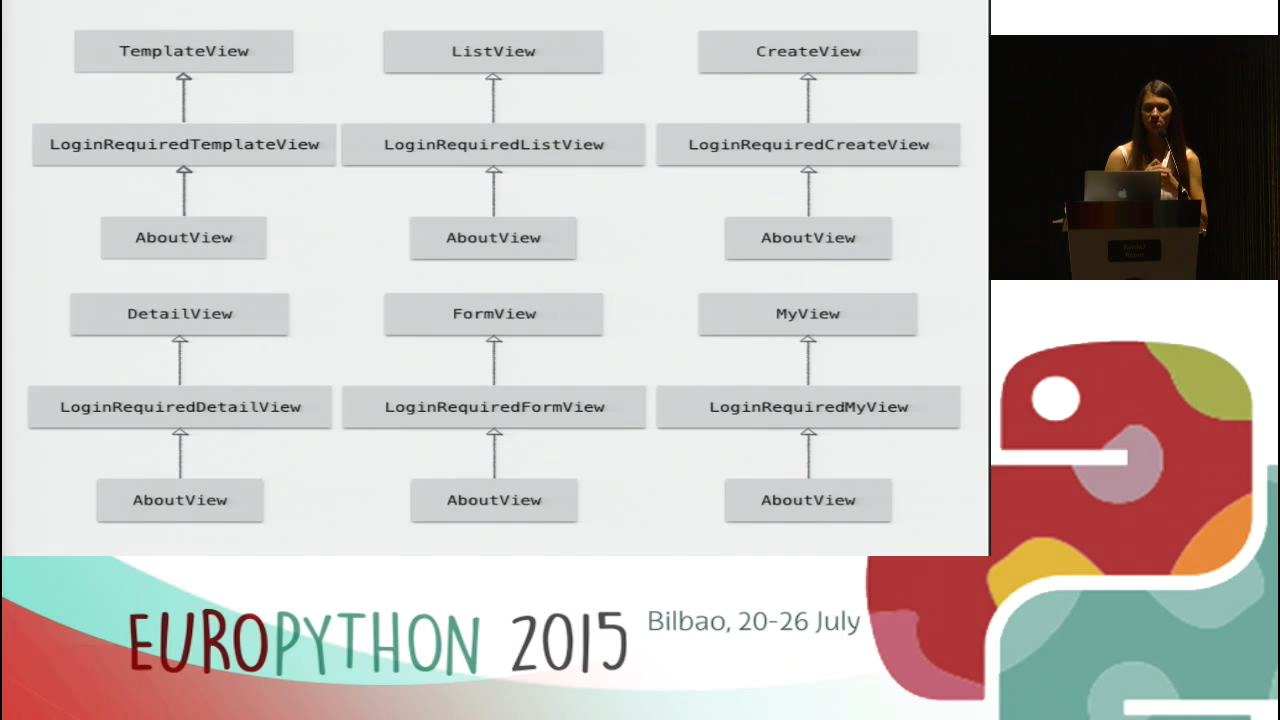 TemplateView
ListView
CreateView
LoginRequiredTemplateView
LoginRequiredListView
LoginRequiredCreateView
AboutView
AboutView
AboutView
DetailView
FormView
MyView
LoginRequiredDetailView
LoginRequiredFormView
LoginRequiredMyView
AboutView
AboutView
AboutView
EUROPYTHON 2015
Bilbao, 20-26 July